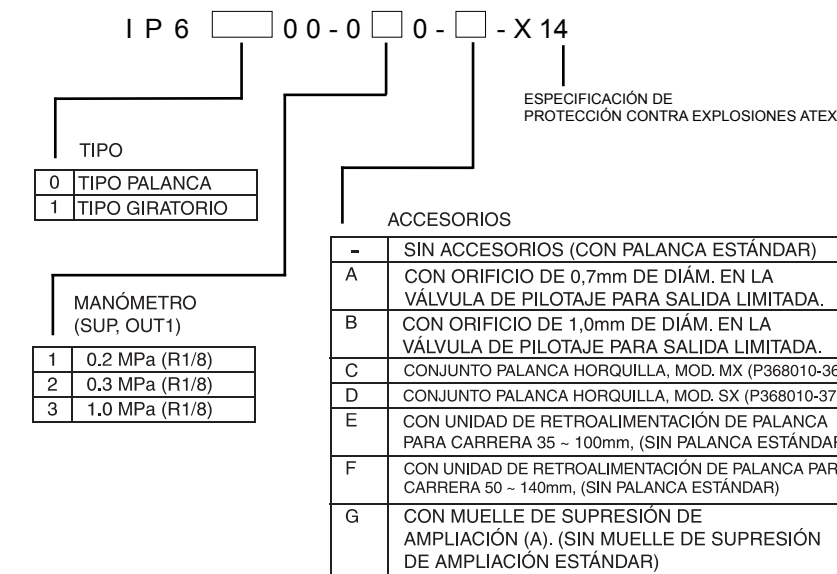 IP6 00-0 0- -X14
ESPECIFICACIÓN DE
PROTECCIÓN CONTRA EXPLOSIONES ATEX
TIPO
0 TIPO PALANCA
1 TIPO GIRATORIO
MANÓMETRO
(SUP, OUT1)
1 0.2 MPa (R1/8)
2 0.3 MPa (R1/8)
3 1.0 MPa (R1/8)
ACCESORIOS
- SIN ACCESORIOS (CON PALANCA ESTÁNDAR)
A CON ORIFICIO DE 0,7mm DE DIÁM. EN LA
VÁLVULA DE PILOTAJE PARA SALIDA LIMITADA.
B CON ORIFICIO DE 1,0mm DE DIÁM. EN LA
VÁLVULA DE PILOTAJE PARA SALIDA LIMITADA.
C CONJUNTO PALANCA HORQUILLA, MOD. MX (P368010-36
D CONJUNTO PALANCA HORQUILLA, MOD. SX (P368010-37
E CON UNIDAD DE RETROALIMENTACIÓN DE PALANCA
PARA CARRERA 35 ~ 100mm, (SIN PALANCA
F CON UNIDAD DE RETROALIMENTACIÓN DE PALANCA
CARRERA 50 ~ 140mm, (SIN PALANCA ESTÁNDAR)
G CON MUELLE DE SUPRESIÓN DE
AMPLIACIÓN (A). (SIN MUELLE DE SUPRESIÓN
DE AMPLIACIÓN ESTÁNDAR)